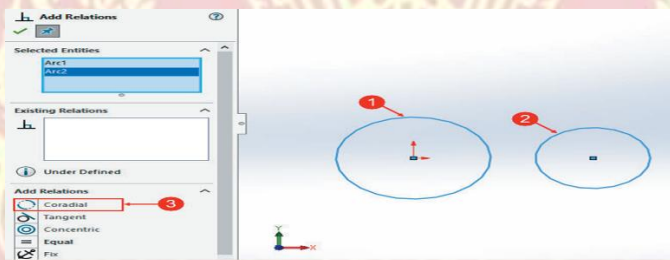 Add Relations
Selected Entities
Arc1
Arc2
Existing Relations
Under Defined
Add Relations
Coradial
Tangent
Concentric
Equal
Fix
1
2
3
Y
X